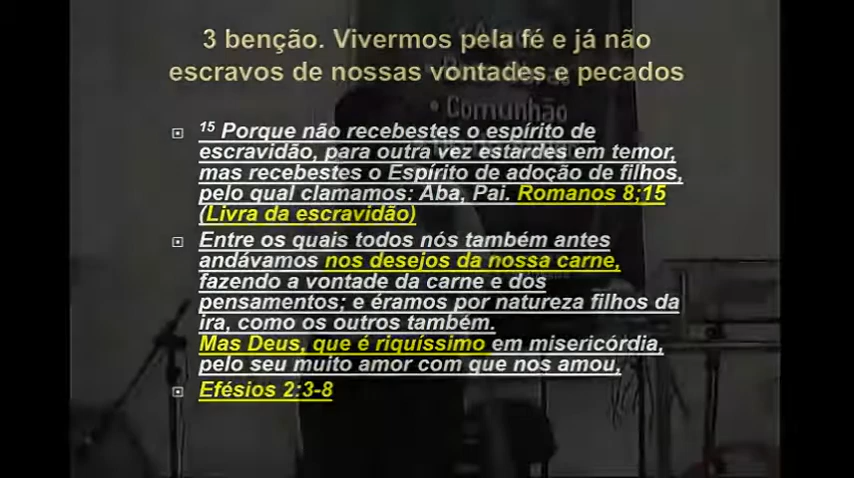 3 benção. Vivermos pela fé e já não
escravos de nossas vontades e pecados
• Comunhão
15 Porque não recebestes o espírito de
escravidão, para outra vez estardes em temor,
mas recebestes o Espírito de adoção de filhos,
pelo qual clamamos: Aba, Pai. Romanos 8;15
(Livra da escravidão)
Entre os quais todos nós também antes
andávamos nos desejos da nossa carne,
fazendo a vontade da carne e dos
pensamentos; e éramos por natureza filhos da
ira, como os outros também.
Mas Deus, que é riquíssimo em misericórdia,
pelo seu muito amor com que nos amou,
Efésios 2:3-8